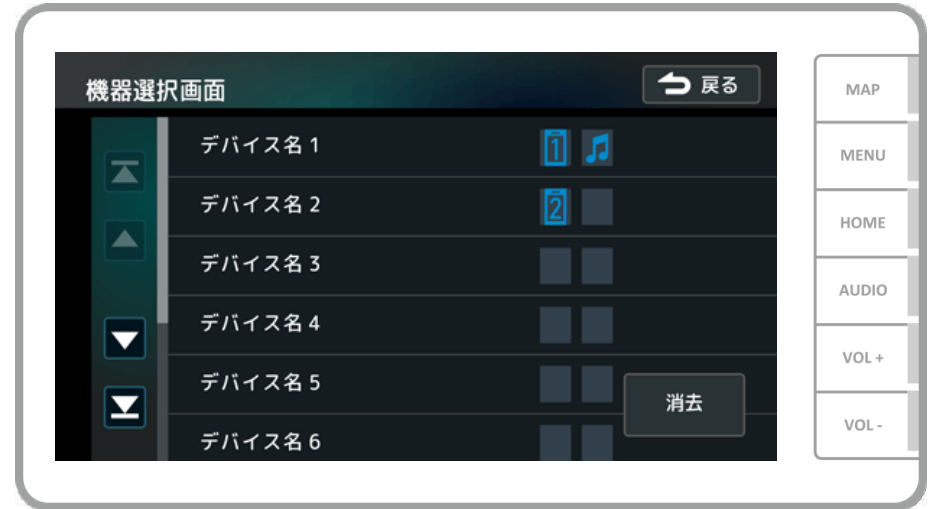 機器選択画面
戻る
デバイス名 1
1
デバイス名 2
2
デバイス名 3
デバイス名 4
デバイス名 5
消去
デバイス名 6
MAP
MENU
HOME
AUDIO
VOL +
VOL -